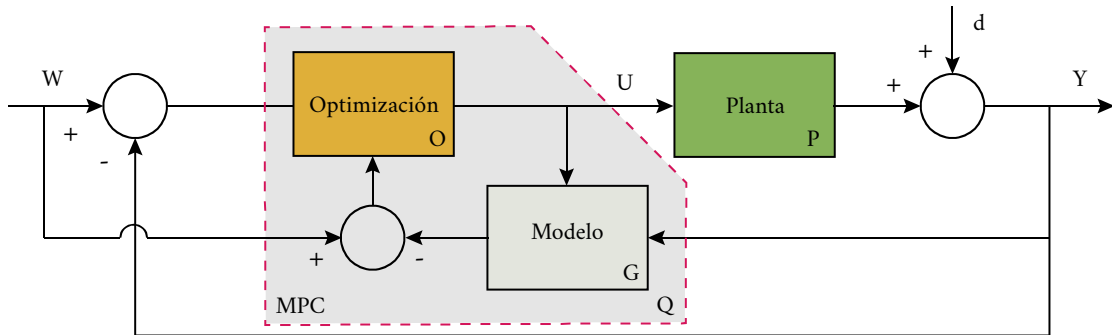 d
W
+
-
Optimización
O
U
Planta
P
+
+
Y
+
-
Modelo
G
MPC
Q